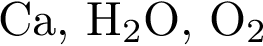 Ca, H₂O, O₂